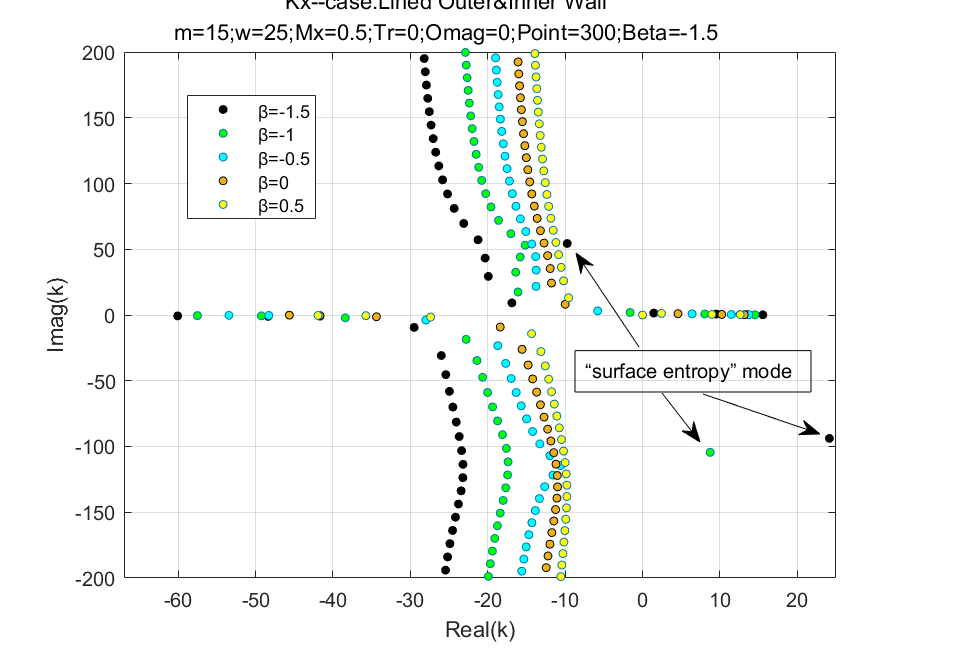 Kx--case:Lined Outer&Inner Wall
m=15;w=25;Mx=0.5;Tr=0;Omag=0;Point=300;Beta=-1.5
200
150
100
50
0
-50
-100
-150
-200
Imag(k)
β=-1.5
β=-1
β=-0.5
β=0
β=0.5
“surface entropy” mode
-60
-50
-40
-30
-20
-10
0
10
20
Real(k)